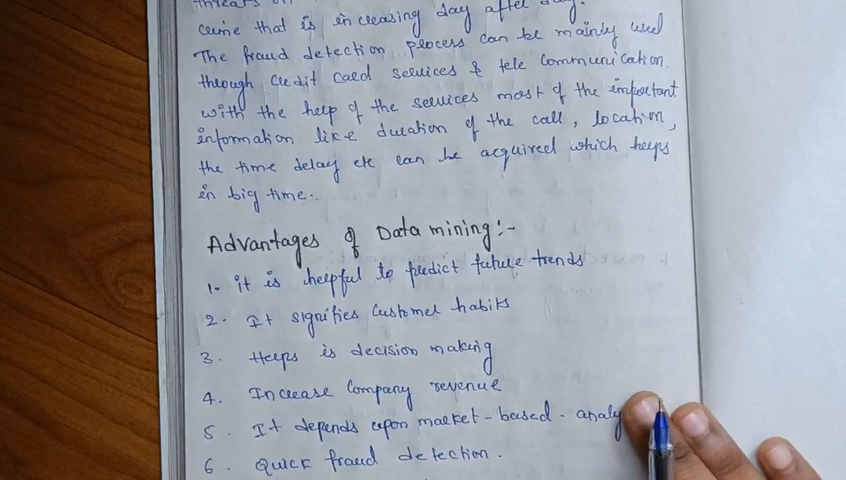 crime that is increasing day after day.
The fraud detection process can be mainly used
through credit card services & tele communication.
with the help of the services most of the important
information like duration of the call, location,
the time delay etc can be acquired which helps
in big time..
Advantages of Data mining:-
1. it is helpful to predict future trends
2. It signifies Customer habits
3. Helps is decision making
4. Increase Company revenue
5. It depends upon market-based-analy
6. Quick fraud detection.